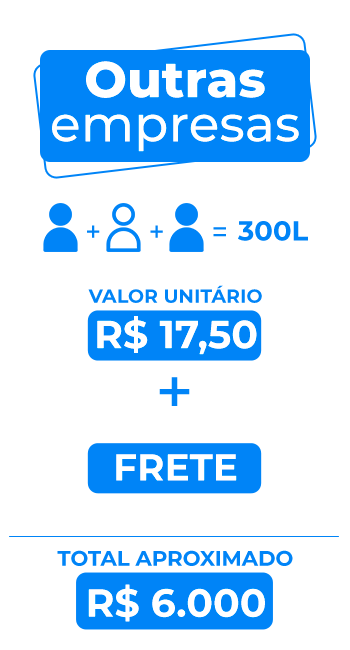 Outras
empresas
+ + = 300L
VALOR UNITÁRIO
R$ 17,50
+
FRETE
TOTAL APROXIMADO
R$ 6.000